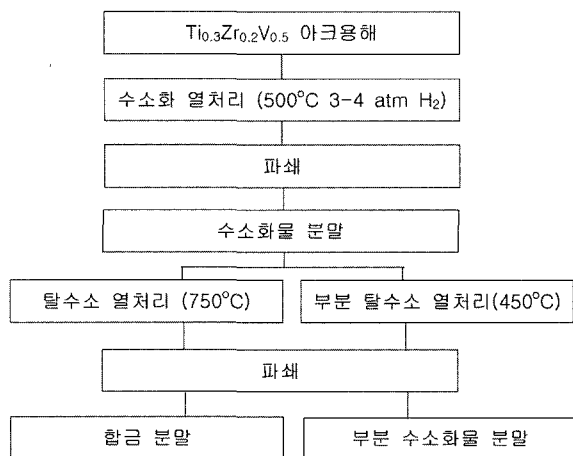 Ti₀.₃Zr₀.₂V₀.₅ 아크용해
수소화 열처리 (500°C 3-4 atm H₂)
파쇄
수소화물 분말
탈수소 열처리 (750°C)
부분 탈수소 열처리(450°C)
파쇄
합금 분말
부분 수소화물 분말